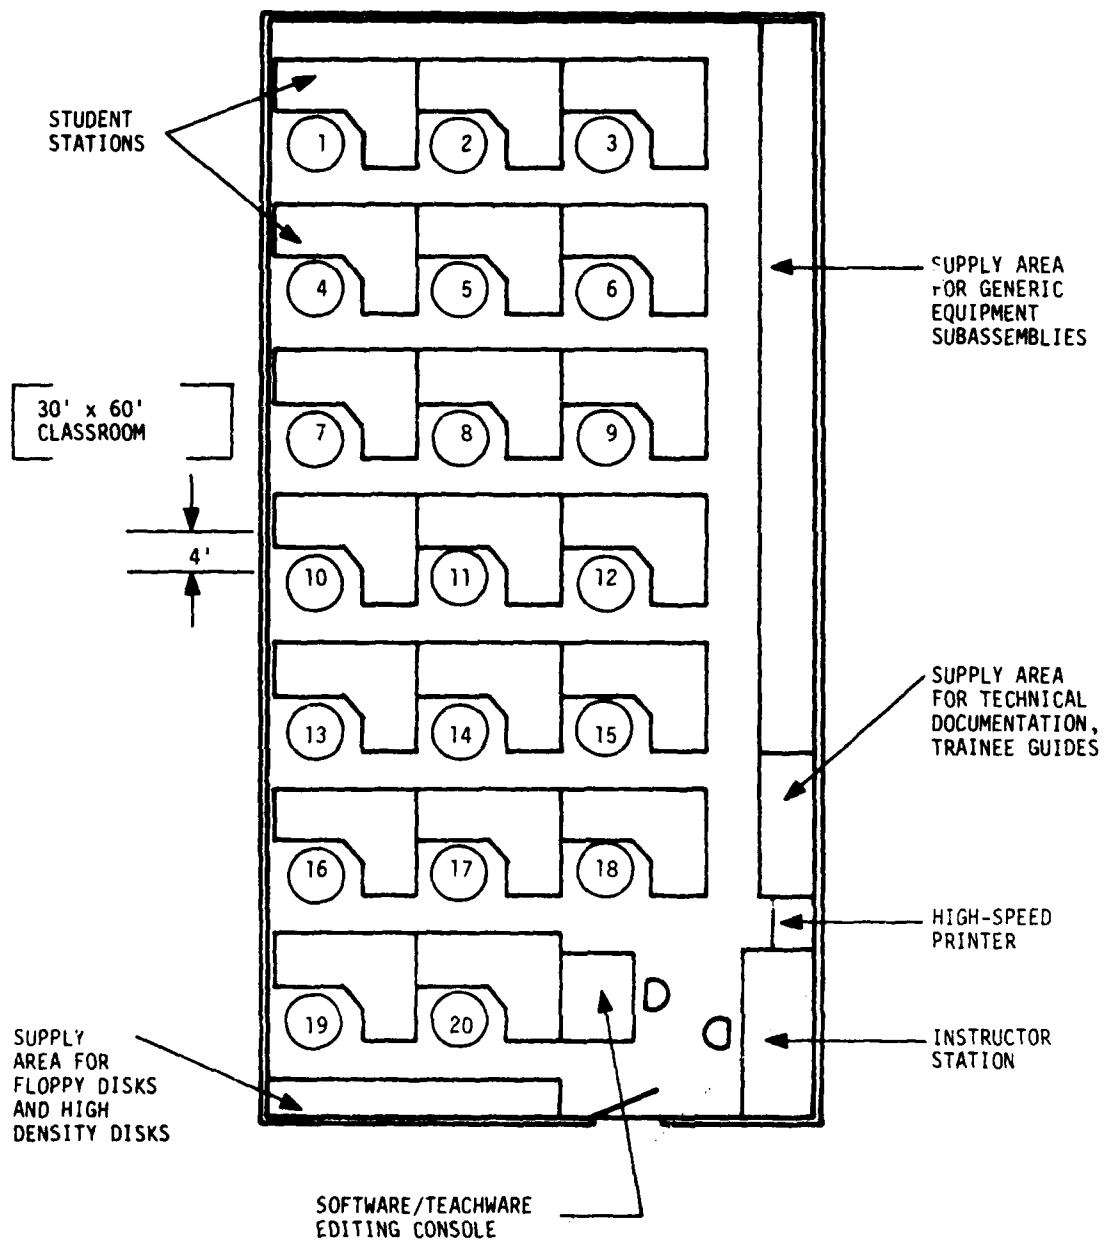 STUDENT
STATIONS
1
2
3
4
5
6
SUPPLY AREA
FOR GENERIC
EQUIPMENT
SUBASSEMBLIES
30' x 60'
CLASSROOM
7
8
9
4'
10
11
12
13
14
15
SUPPLY AREA
FOR TECHNICAL
DOCUMENTATION,
TRAINEE GUIDES
16
17
18
HIGH-SPEED
PRINTER
19
20
INSTRUCTOR
STATION
SUPPLY
AREA FOR
FLOPPY DISKS
AND HIGH
DENSITY DISKS
SOFTWARE/TEACHWARE
EDITING CONSOLE